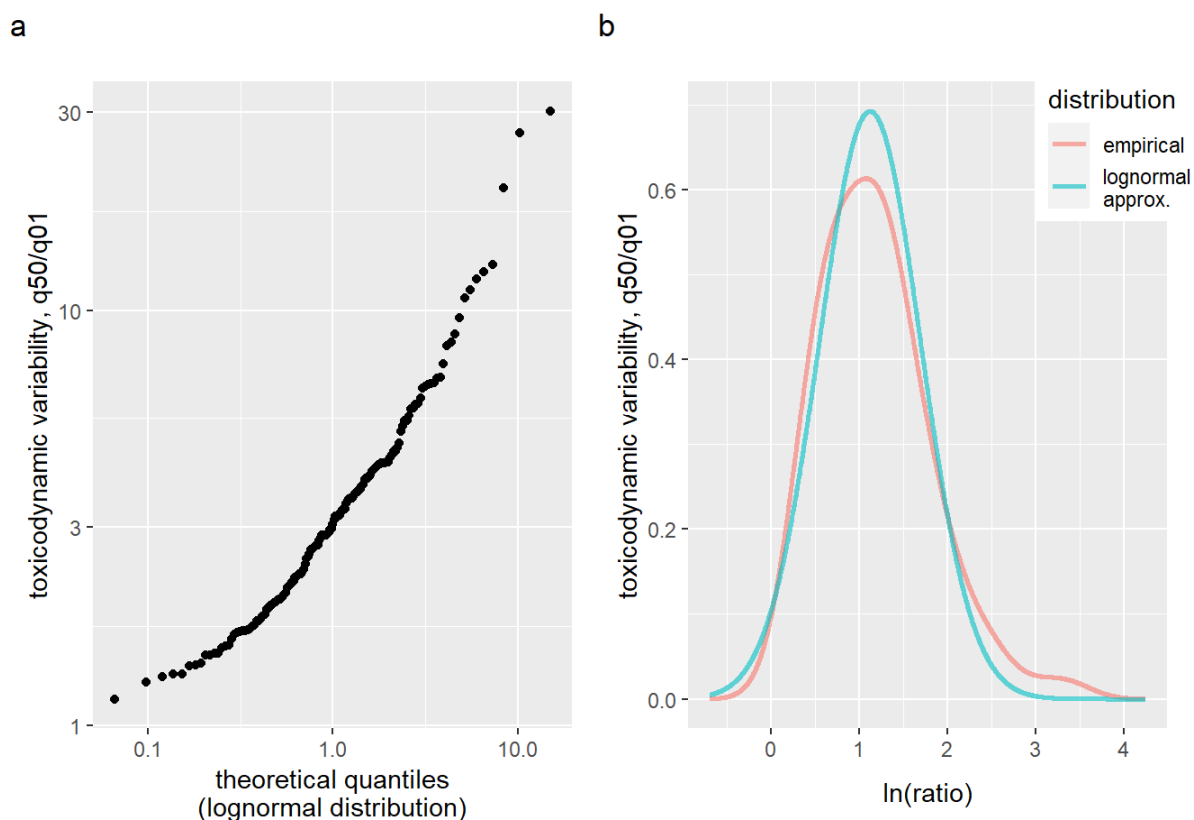 a
toxicodynamic variability, q50/q01
30
10
3
1
0.1
1.0
10.0
theoretical quantiles
(lognormal distribution)
b
toxicodynamic variability, q50/q01
0.6
0.4
0.2
0.0
0
1
2
3
4
ln(ratio)
distribution
empirical
lognormal
approx.